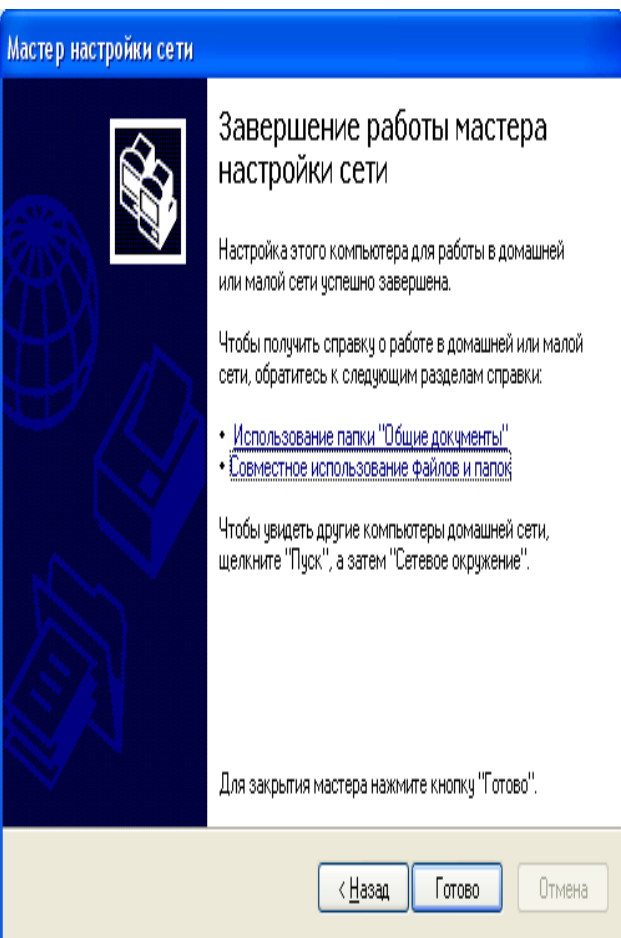 Мастер настройки сети
Завершение работы мастера
настройки сети
Настройка этого компьютера для работы в домашней
или малой сети успешно завершена.
Чтобы получить справку о работе в домашней или малой
сети, обратитесь к следующим разделам справки:
• Использование папки "Общие документы"
• Совместное использование файлов и папок
Чтобы увидеть другие компьютеры домашней сети,
щелкните "Пуск", а затем "Сетевое окружение".
Для закрытия мастера нажмите кнопку "Готово".
< Назад Готово Отмена